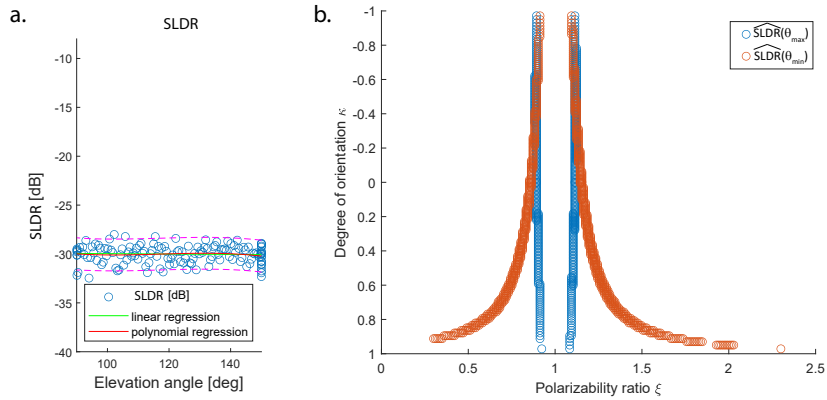 a.
SLDR
-10
-15
-20
-25
-30
-35
-40
SLDR [dB]
SLDR [dB]
linear regression
polynomial regression
100
120
140
Elevation angle [deg]
b.
-1
-0.8
-0.6
-0.4
-0.2
0
0.2
0.4
0.6
0.8
1
Degree of orientation κ
SLDR(θmax)
SLDR(θmin)
0
0.5
1
1.5
2
2.5
Polarizability ratio ξ